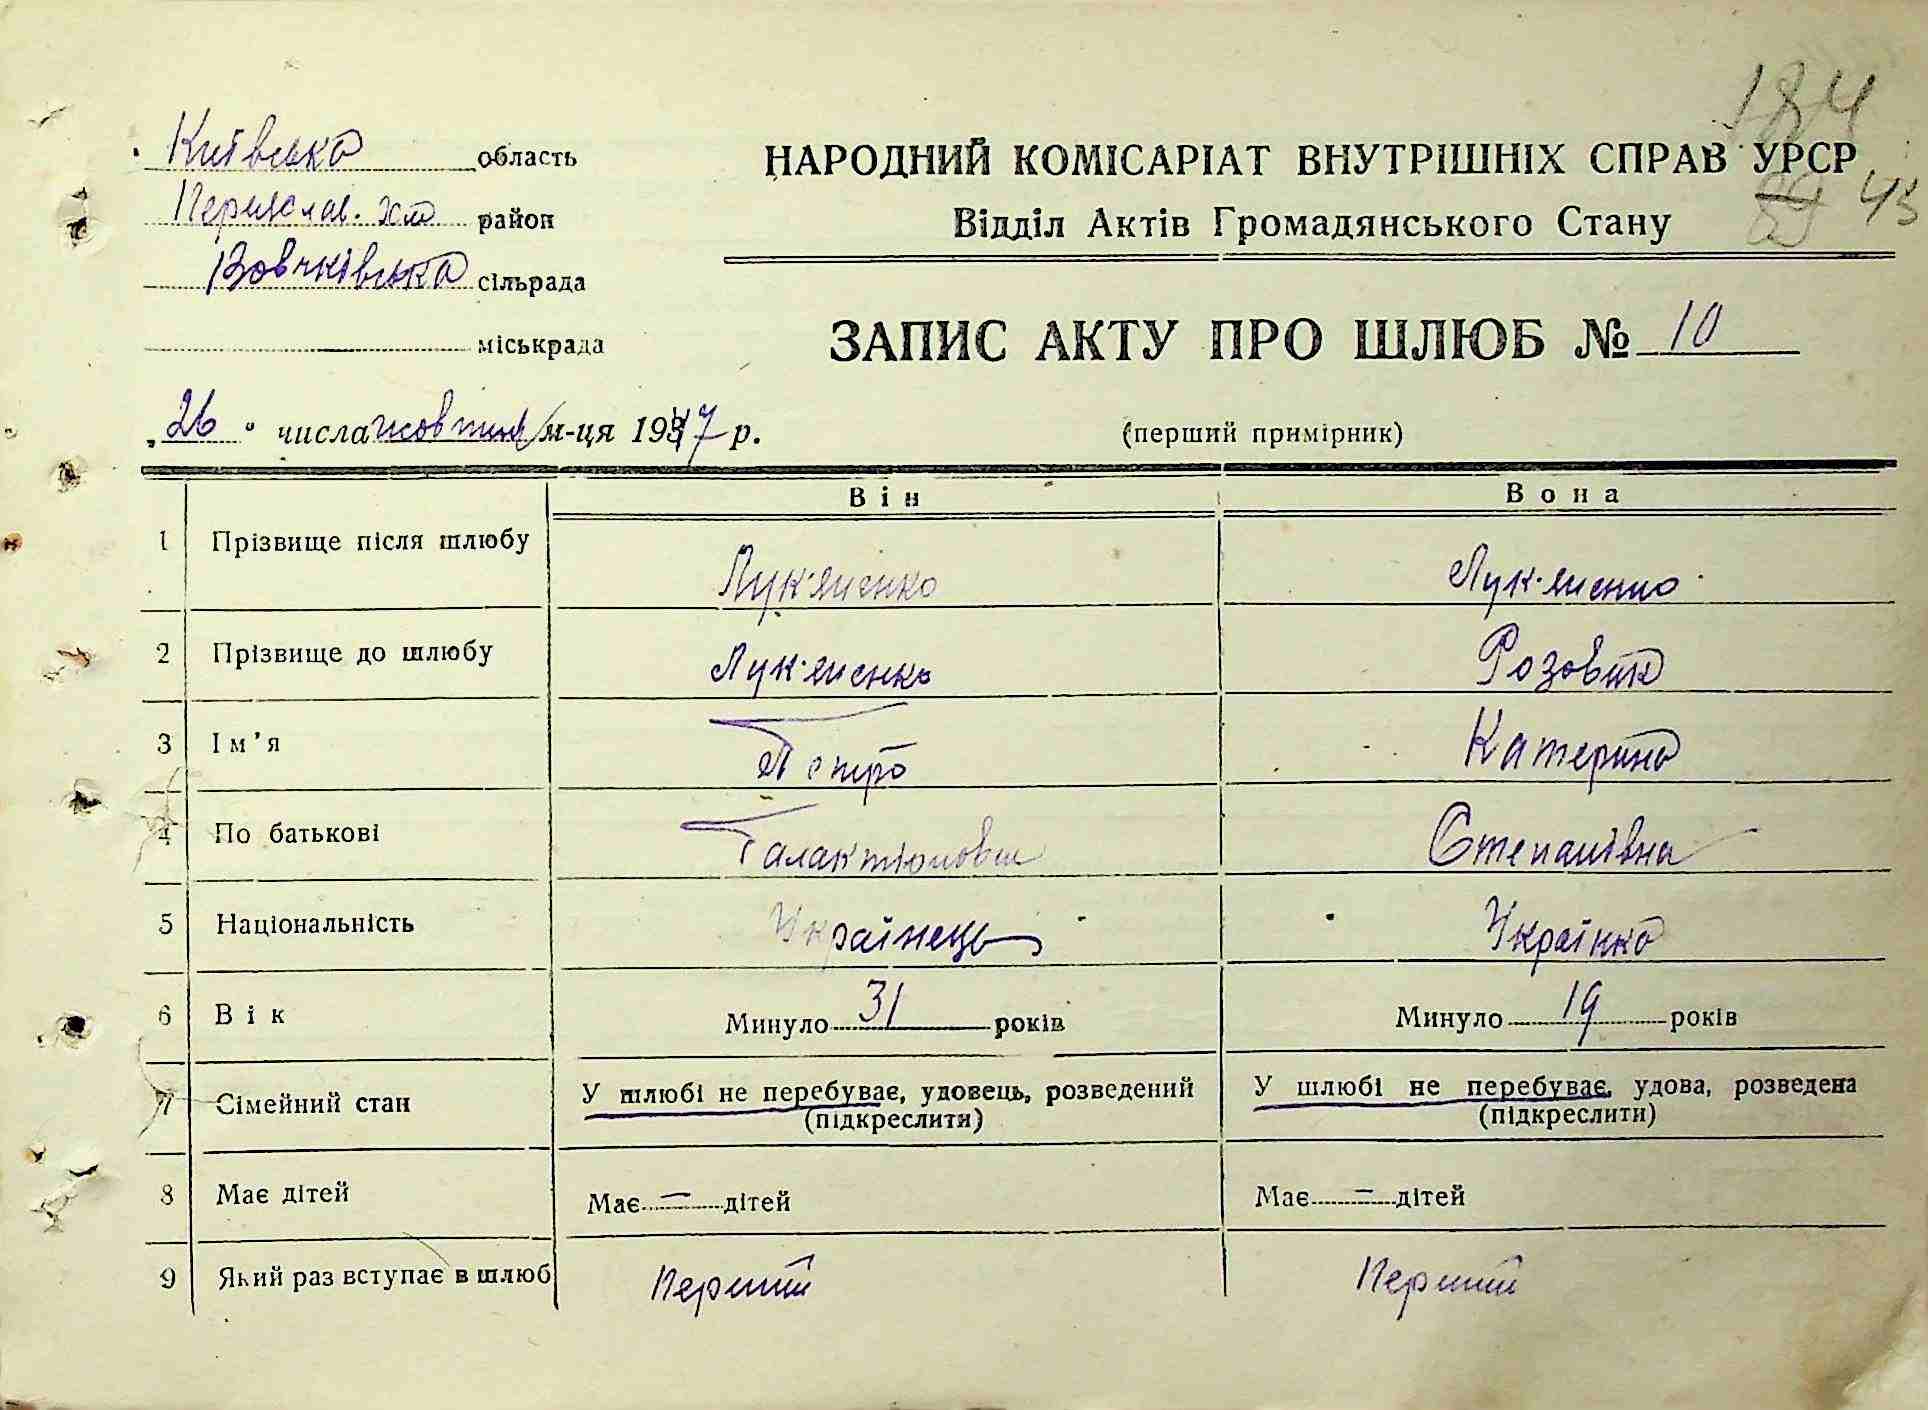 184
Київська область
НАРОДНИЙ КОМІСАРІАТ ВНУТРІШНІХ СПРАВ УРСР
Переяслав. Хм район
43
Відділ Актів Громадянського Стану
Вовчківська сільрада
міськрада
ЗАПИС АКТУ ПРО ШЛЮБ № 10
„26“ числа жовтня м-ця 1947 р.
(перший примірник)
Він Вона
1 Прізвище після шлюбу Лук'яненко Лук'яненко
2 Прізвище до шлюбу Лук'яненко Розовик
3 Ім'я Петро Катерина
4 По батькові Галактіонович Степанівна
5 Національність Українець Українка
6 Вік Минуло 31 років Минуло 19 років
7 Сімейний стан У шлюбі не перебуває, удовець, розведений У шлюбі не перебуває, удова, розведена
(підкреслити) (підкреслити)
8 Має дітей Має — дітей Має — дітей
9 Який раз вступає в шлюб Перший Перший